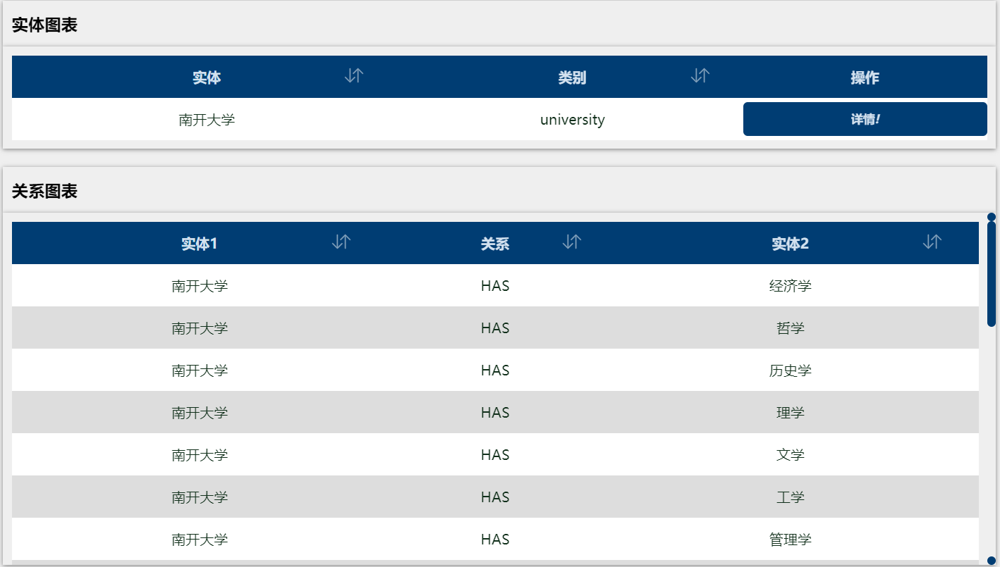 实体图表
实体 类别 操作
南开大学 university 详情!
关系图表
实体1 关系 实体2
南开大学 HAS 经济学
南开大学 HAS 哲学
南开大学 HAS 历史学
南开大学 HAS 理学
南开大学 HAS 文学
南开大学 HAS 工学
南开大学 HAS 管理学